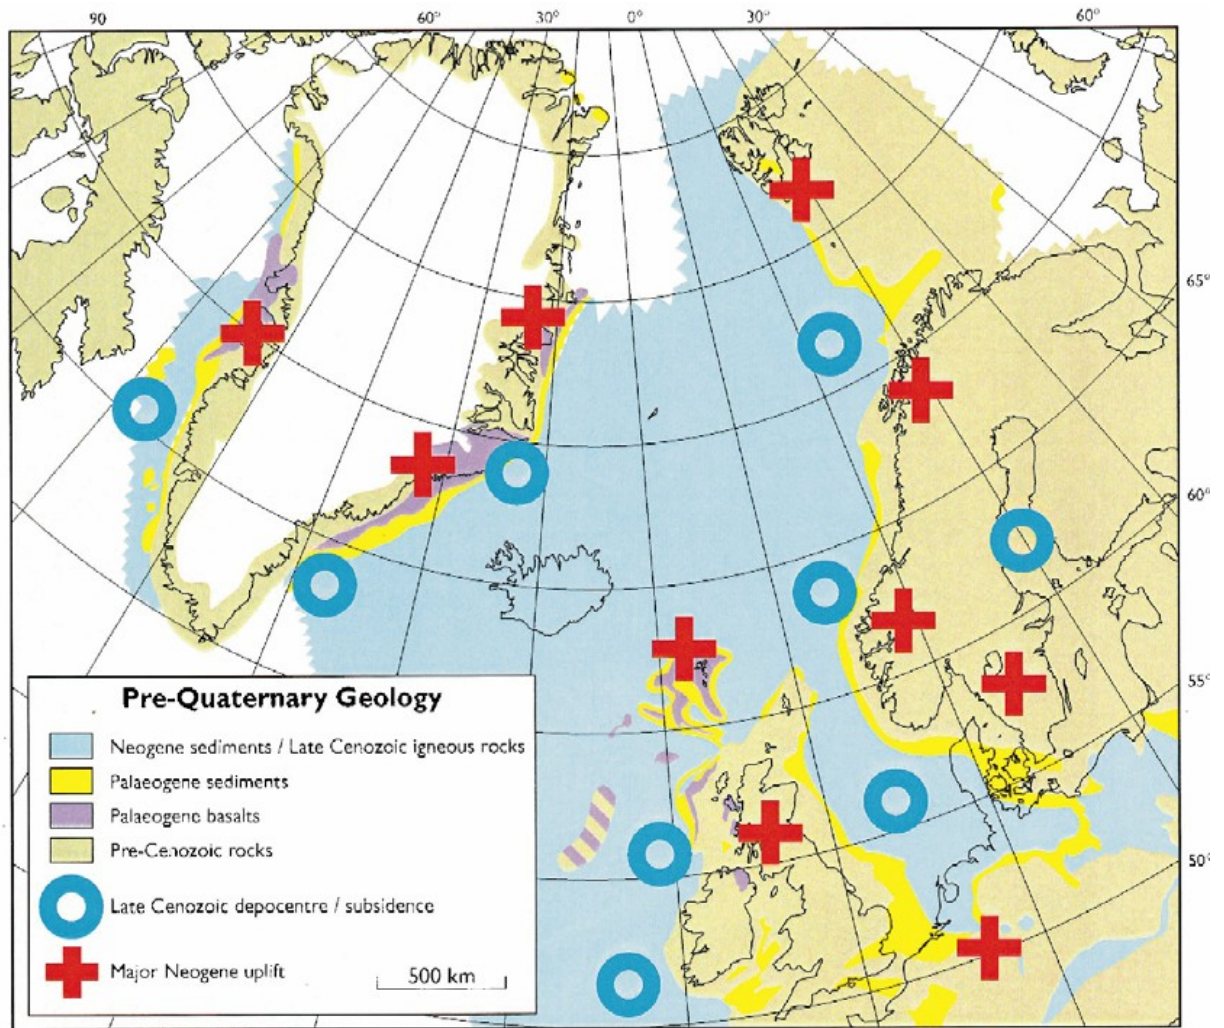 90 60° 30° 0° 30° 60°
65°
60°
55°
50°
Pre-Quaternary Geology
Neogene sediments / Late Cenozoic igneous rocks
Palaeogene sediments
Palaeogene basalts
Pre-Cenozoic rocks
Late Cenozoic depocentre / subsidence
Major Neogene uplift
500 km